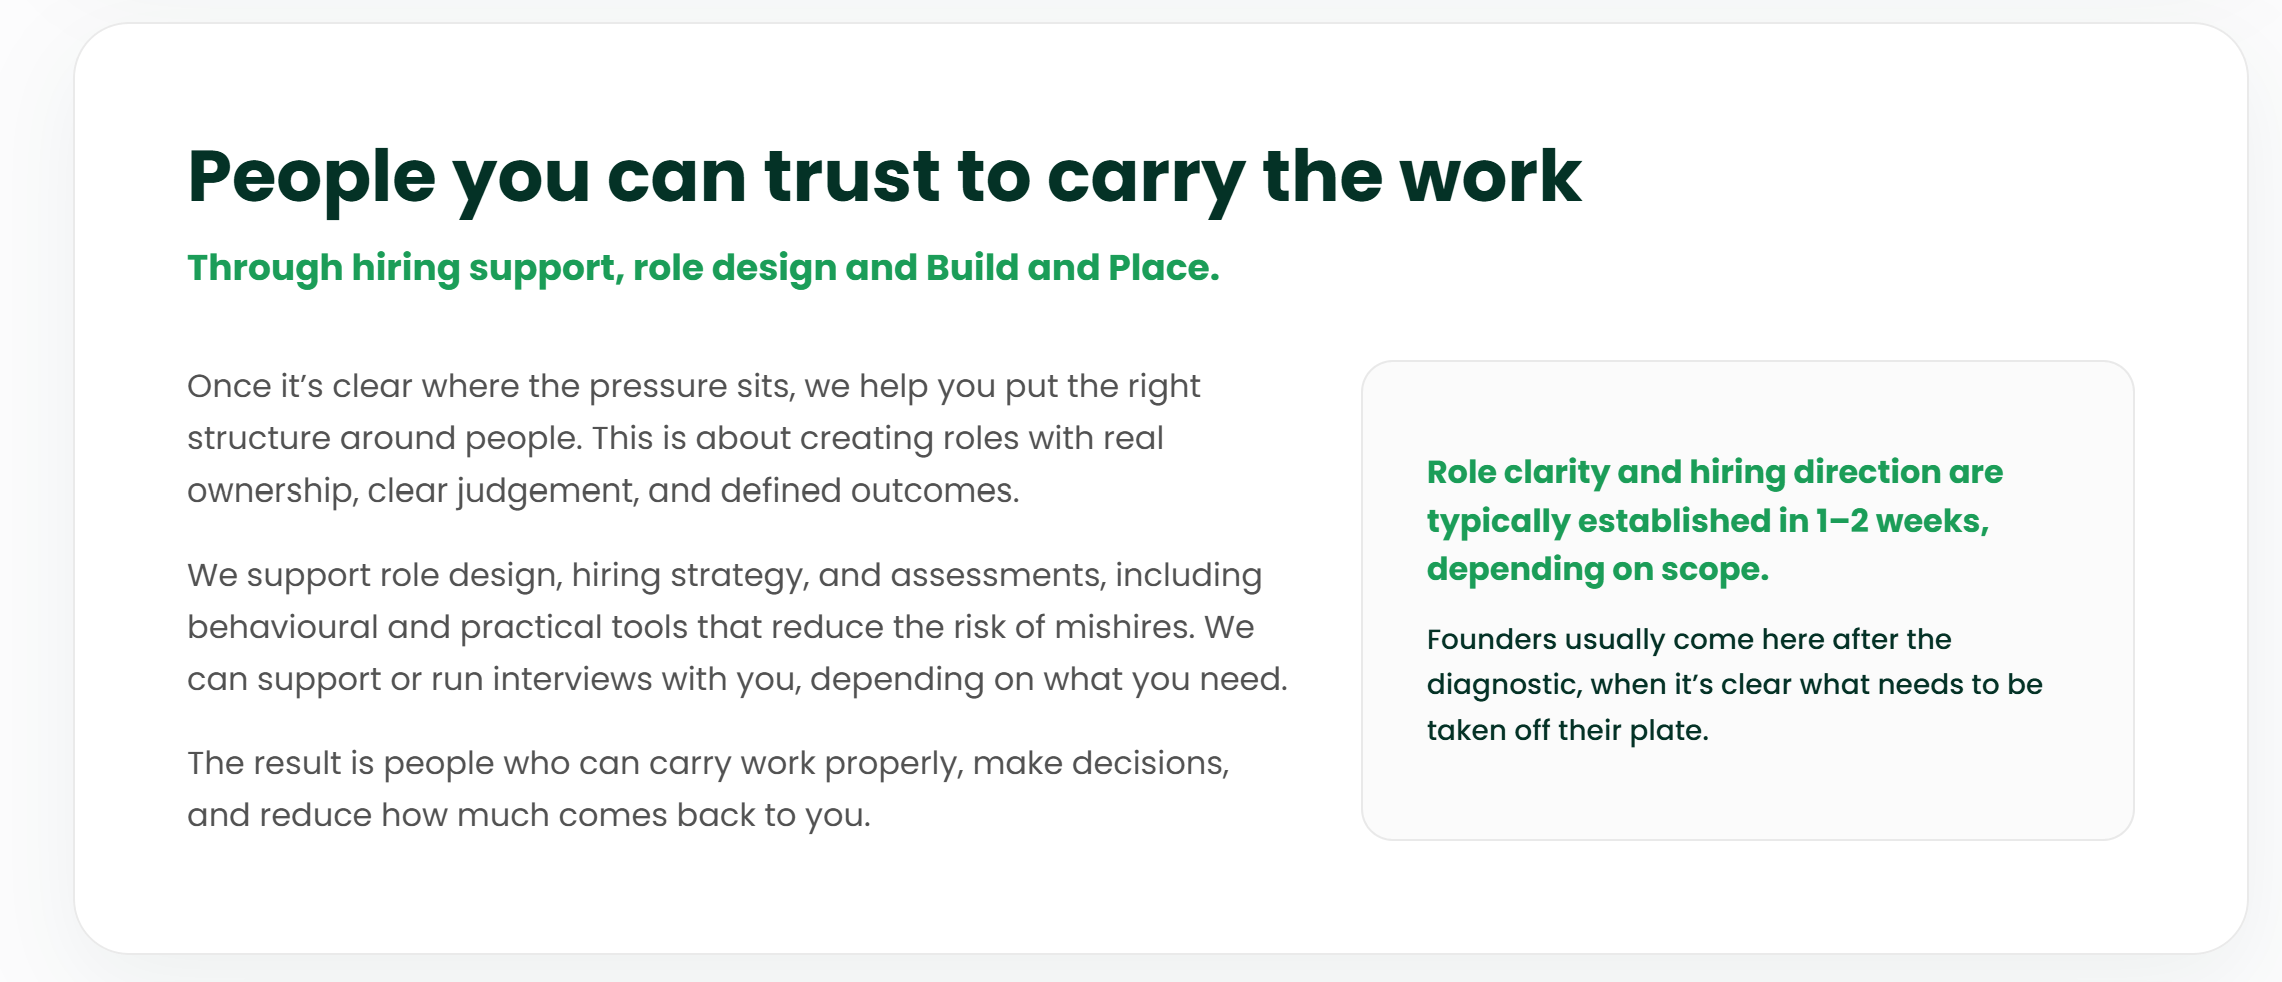 People you can trust to carry the work
Through hiring support, role design and Build and Place.
Once it’s clear where the pressure sits, we help you put the right
structure around people. This is about creating roles with real
ownership, clear judgement, and defined outcomes.
We support role design, hiring strategy, and assessments, including
behavioural and practical tools that reduce the risk of mishires. We
can support or run interviews with you, depending on what you need.
The result is people who can carry work properly, make decisions,
and reduce how much comes back to you.
Role clarity and hiring direction are
typically established in 1–2 weeks,
depending on scope.
Founders usually come here after the
diagnostic, when it’s clear what needs to be
taken off their plate.